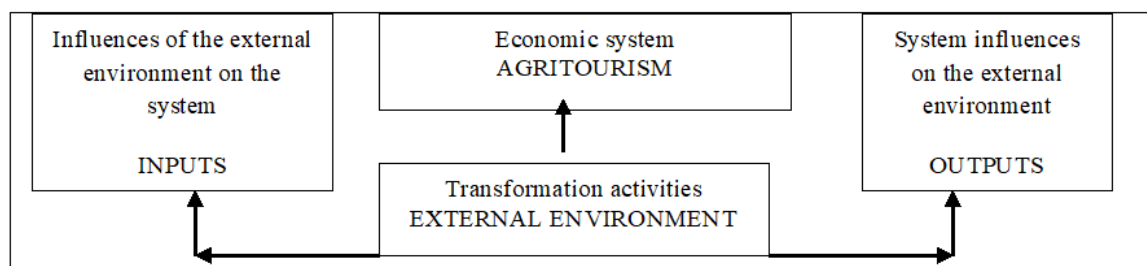 Influences of the external
environment on the
system
INPUTS
Economic system
AGRITOURISM
System influences
on the external
environment
OUTPUTS
Transformation activities
EXTERNAL ENVIRONMENT